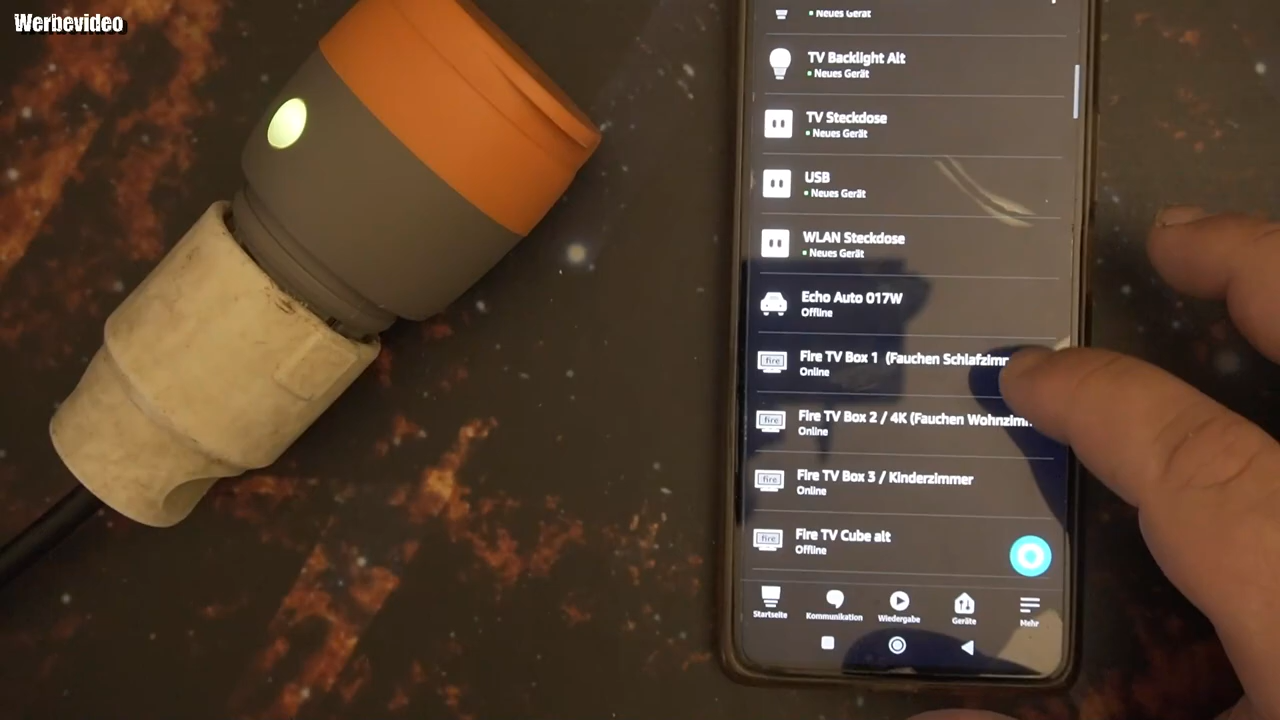 Werbevideo
Neues Gerät
TV Backlight Alt
Neues Gerät
TV Steckdose
Neues Gerät
USB
Neues Gerät
WLAN Steckdose
Neues Gerät
Echo Auto 017W
Offline
fire
Fire TV Box 1 (Fauchen Schlafzimm
Online
fire
Fire TV Box 2 / 4K (Fauchen Wohnzim
Online
fire
Fire TV Box 3 / Kinderzimmer
Online
fire
Fire TV Cube alt
Offline
Startseite
Kommunikation
Wiedergabe
Geräte
Mehr